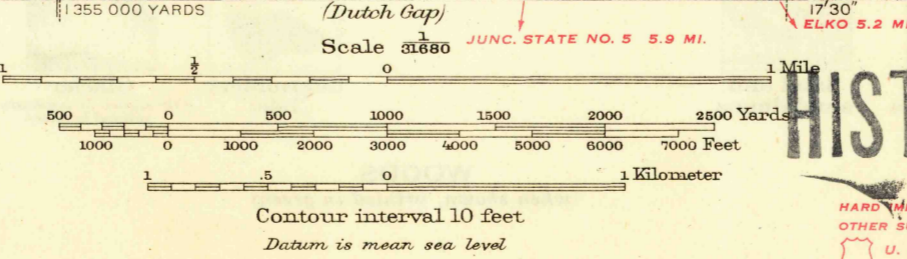 1 355 000 YARDS
(Dutch Gap)
17'30"
ELKO 5.2
Scale 1/31680
JUNC. STATE NO. 5 5.9 MI.
1 1/2 0 1 Mile
500 0 500 1000 1500 2000 2500 Yards
1000 0 1000 2000 3000 4000 5000 6000 7000 Feet
HIST
1 .5 0 1 Kilometer
HARD
Contour interval 10 feet
OTHER
Datum is mean sea level
U.